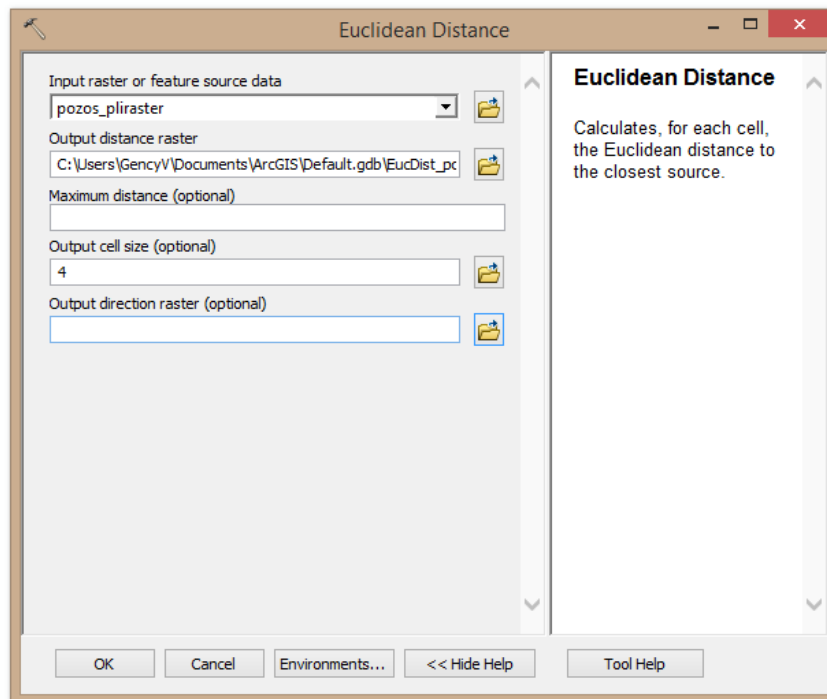 Euclidean Distance
Input raster or feature source data
pozos_pliraster
Output distance raster
C:\Users\GencyV\Documents\ArcGIS\Default.gdb\EucDist_pc
Maximum distance (optional)
Output cell size (optional)
4
Output direction raster (optional)
Euclidean Distance
Calculates, for each cell,
the Euclidean distance to
the closest source.
OK
Cancel
Environments...
<< Hide Help
Tool Help